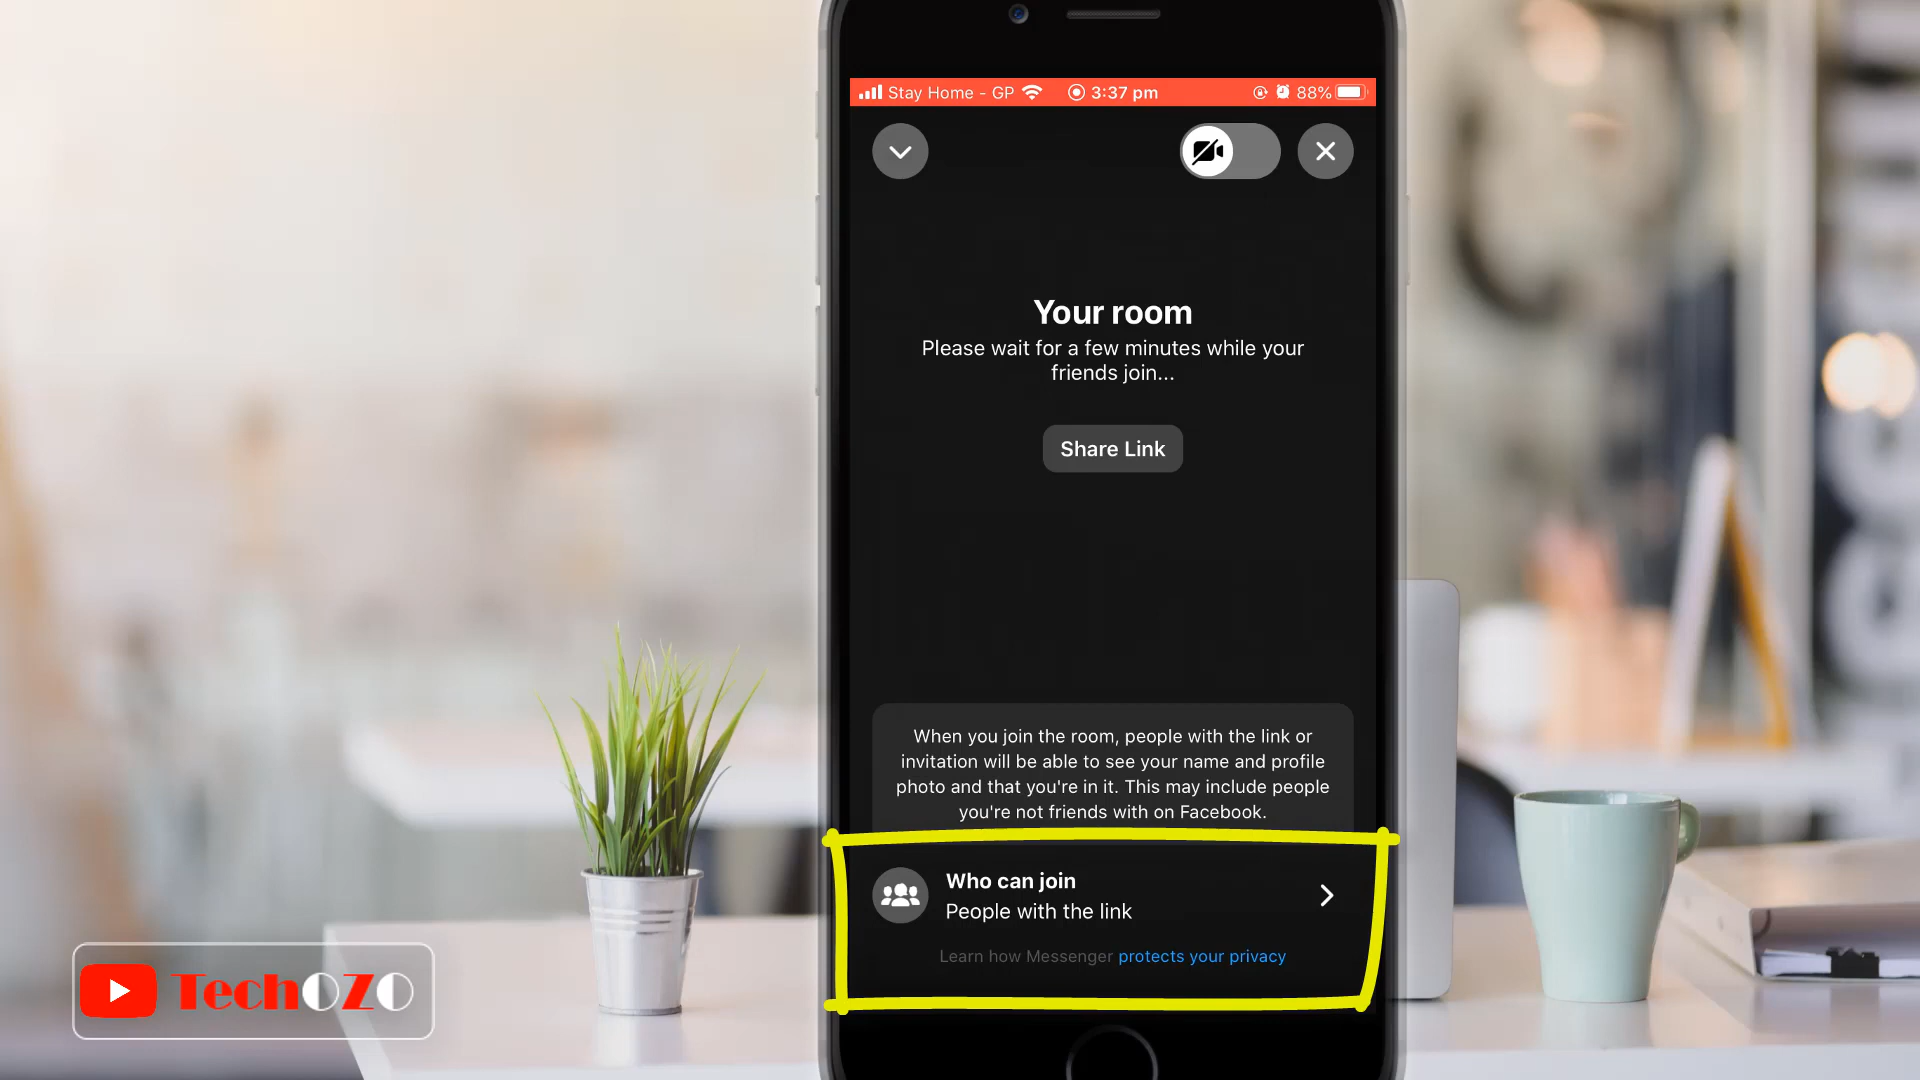 Stay Home - GP
3:37 pm
88%
Your room
Please wait for a few minutes while your
friends join...
Share Link
When you join the room, people with the link or
invitation will be able to see your name and profile
photo and that you're in it. This may include people
you're not friends with on Facebook.
Who can join
People with the link
Learn how Messenger protects your privacy
TechOZO